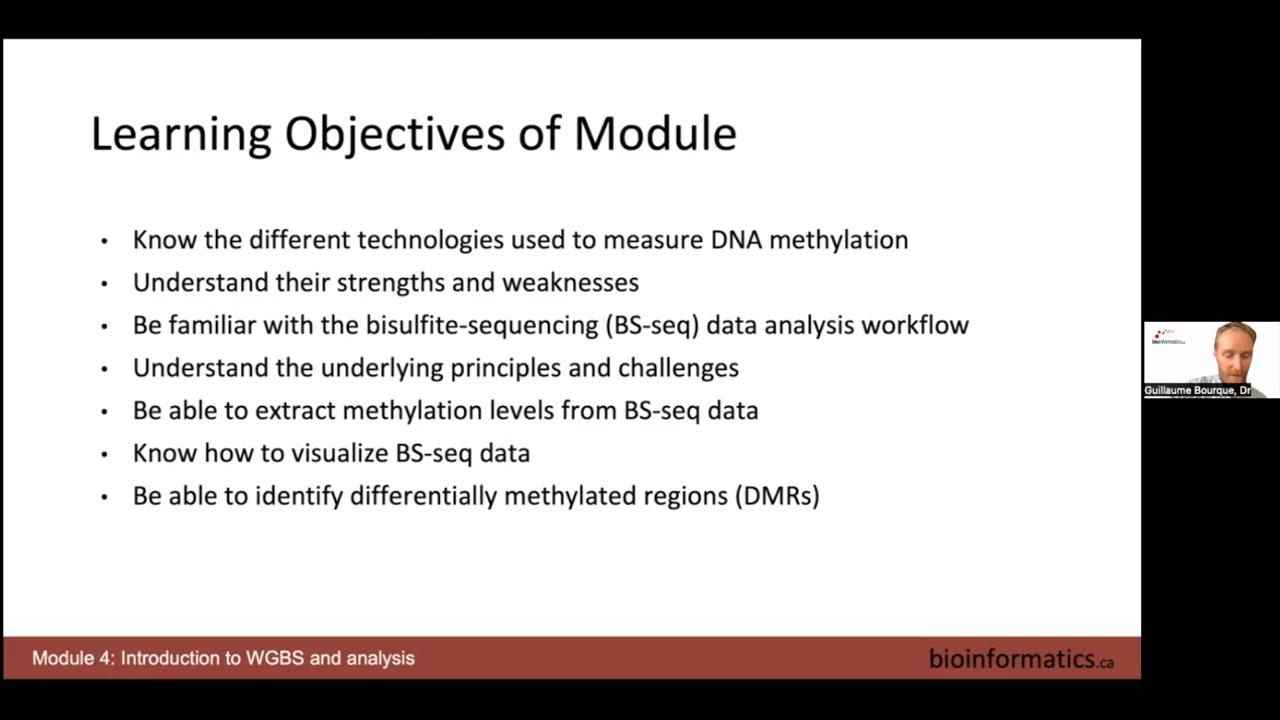 Learning Objectives of Module
• Know the different technologies used to measure DNA methylation
• Understand their strengths and weaknesses
• Be familiar with the bisulfite-sequencing (BS-seq) data analysis workflow
• Understand the underlying principles and challenges
• Be able to extract methylation levels from BS-seq data
• Know how to visualize BS-seq data
• Be able to identify differentially methylated regions (DMRs)
bioinformatics.ca
Guillaume Bourque, Dr
Module 4: Introduction to WGBS and analysis
bioinformatics.ca